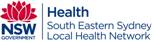 NSW
GOVERNMENT
Health
South Eastern Sydney
Local Health Network